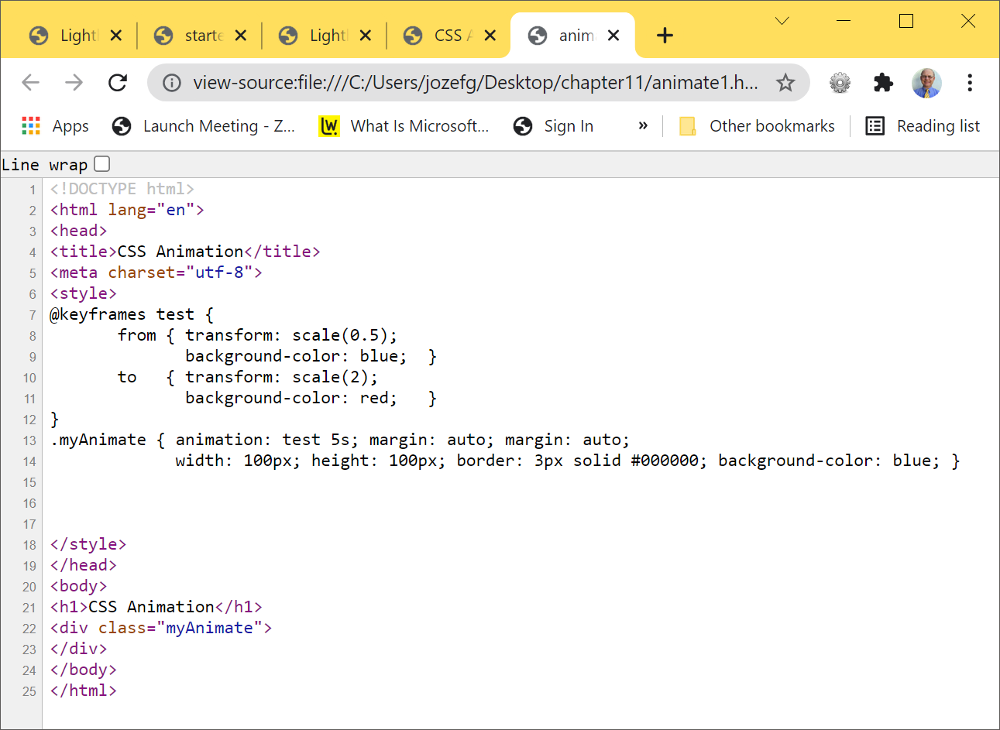 Light starte Light CSS A anim
view-source:file:///C:/Users/jozefg/Desktop/chapter11/animate1.h...
Apps Launch Meeting - Z... What Is Microsoft... Sign In » Other bookmarks Reading list
Line wrap
1 <!DOCTYPE html>
2 <html lang="en">
3 <head>
4 <title>CSS Animation</title>
5 <meta charset="utf-8">
6 <style>
7 @keyframes test {
8 from { transform: scale(0.5);
9 background-color: blue; }
10 to { transform: scale(2);
11 background-color: red; }
12 }
13 .myAnimate { animation: test 5s; margin: auto; margin: auto;
14 width: 100px; height: 100px; border: 3px solid #000000; background-color: blue; }
15
16
17
18 </style>
19 </head>
20 <body>
21 <h1>CSS Animation</h1>
22 <div class="myAnimate">
23 </div>
24 </body>
25 </html>